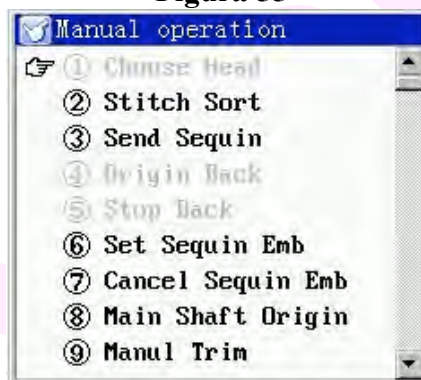 Figura 33
Manual operation
① Choose Head
② Stitch Sort
③ Send Sequin
④ Origin Back
⑤ Stop Back
⑥ Set Sequin Emb
⑦ Cancel Sequin Emb
⑧ Main Shaft Origin
⑨ Manul Trim